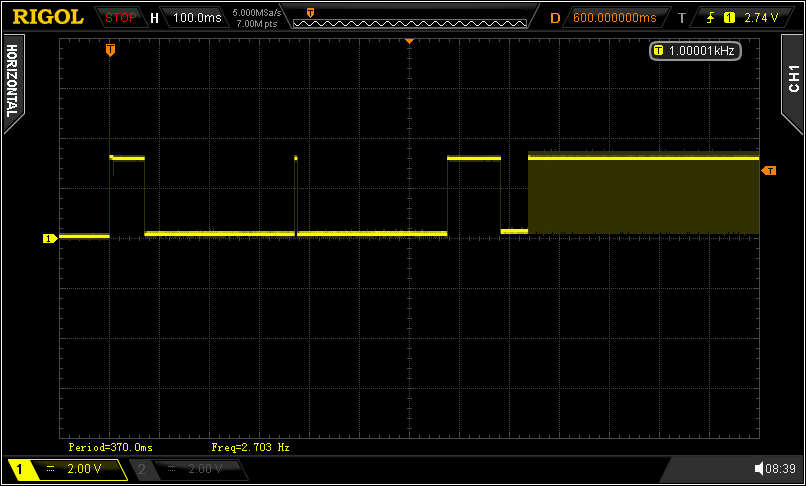 RIGOL STOP H 100.0ms 5.000MSa/s D 600.000000ms T 1 2.74 V
7.00M pts
T
HORIZONTAL
T
T 1.00001kHz
CH1
T
1
Period=370.0ms Freq=2.703 Hz
1 2.00 V 2 2.00 V 08:39